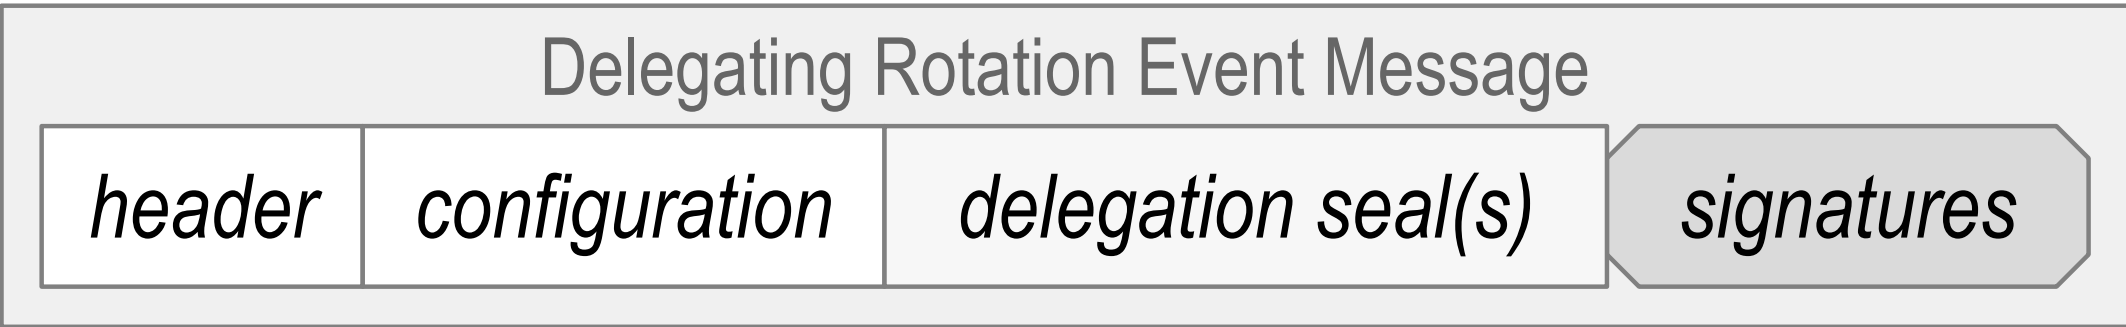 Delegating Rotation Event Message
header configuration delegation seal(s) signatures